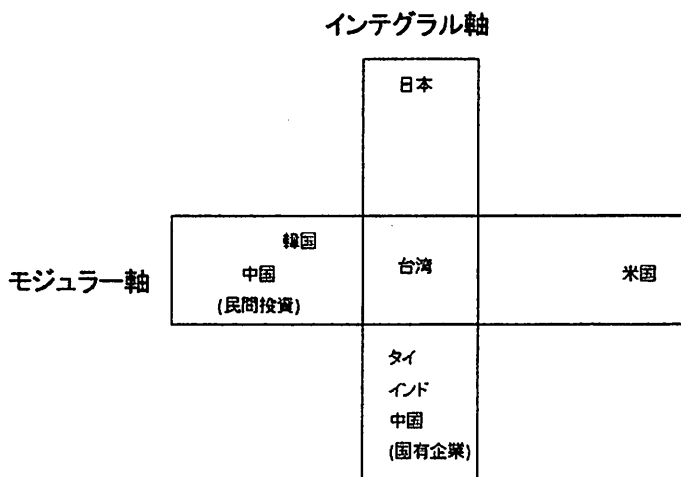 インテグラル軸
日本
韓国
台湾
米国
モジュラー軸
中国
(民間投資)
タイ
インド
中国
(国有企業)